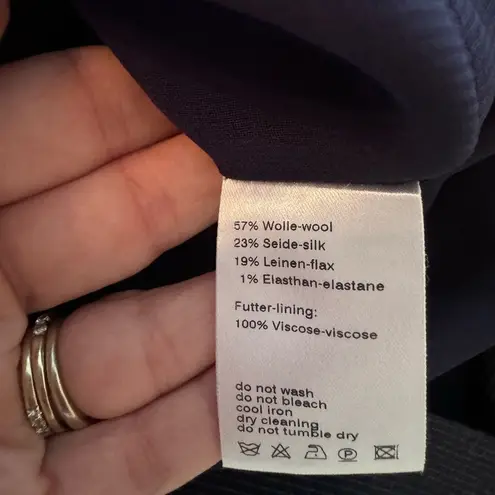 57% Wolle-wool
23% Seide-silk
19% Leinen-flax
1% Elasthan-elastane
Futter-lining:
100% Viscose-viscose
do not wash
do not bleach
cool iron
dry cleaning
do not tumble dry